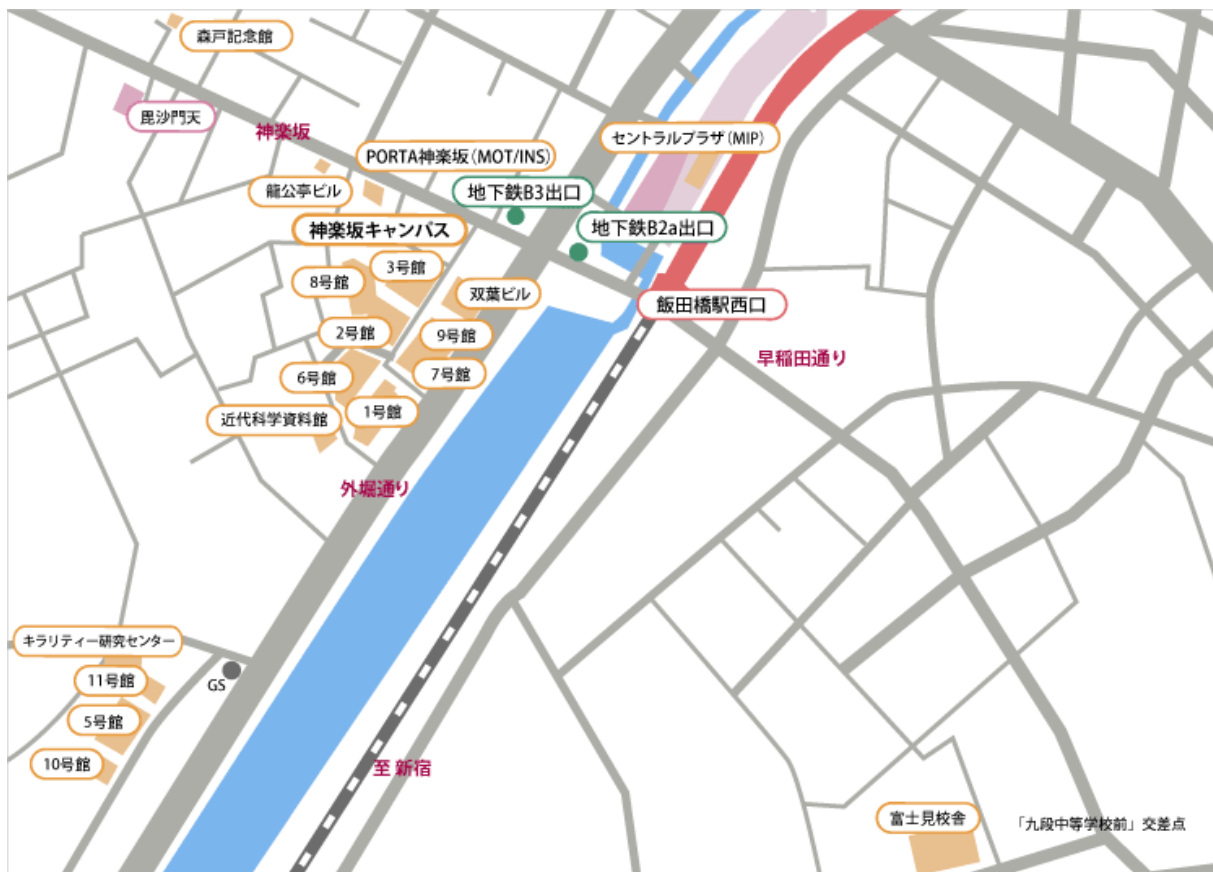 森戸記念館
毘沙門天
神楽坂
セントラルプラザ(MIP)
PORTA神楽坂(MOT/INS)
龍公亭ビル
地下鉄B3出口
神楽坂キャンパス
地下鉄B2a出口
3号館
8号館
双葉ビル
飯田橋駅西口
2号館
9号館
早稲田通り
6号館
7号館
1号館
近代科学資料館
外堀通り
キラリティー研究センター
11号館
GS
5号館
10号館
至 新宿
富士見校舎
「九段中等学校前」交差点